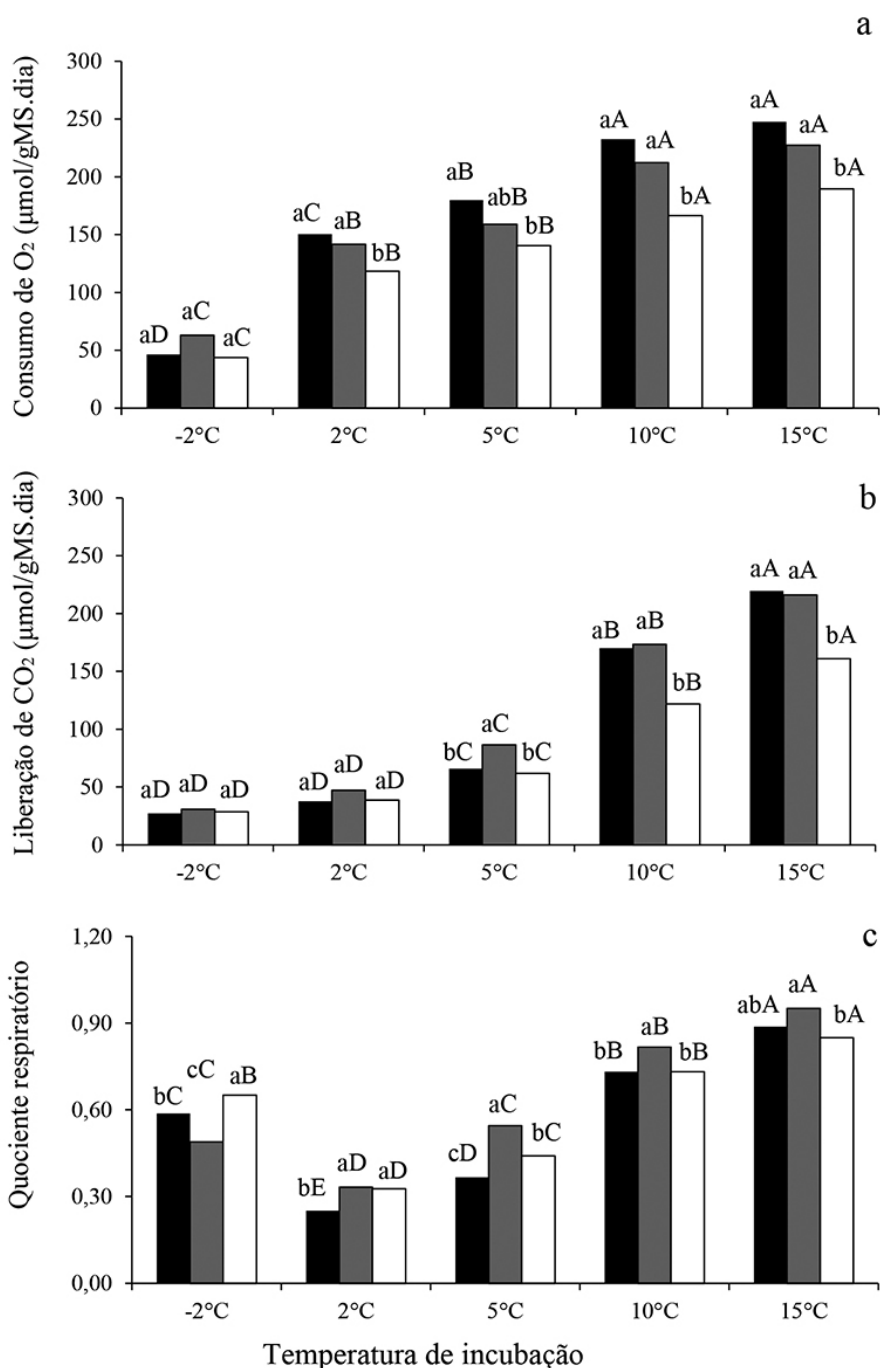 a
Consumo de O₂ (µmol/gMS.dia)
300
250
200
150
100
50
0
aD aC aC
aC aB bB
aB abB bB
aA aA bA
aA aA bA
-2°C 2°C 5°C 10°C 15°C
b
Liberação de CO₂ (µmol/gMS.dia)
300
250
200
150
100
50
0
aD aD aD
aD aD aD
bC aC bC
aB aB bB
aA aA bA
-2°C 2°C 5°C 10°C 15°C
c
Quociente respiratório
1,20
0,90
0,60
0,30
0,00
bC cC aB
bE aD aD
cD aC bC
bB aB bB
abA aA bA
-2°C 2°C 5°C 10°C 15°C
Temperatura de incubação